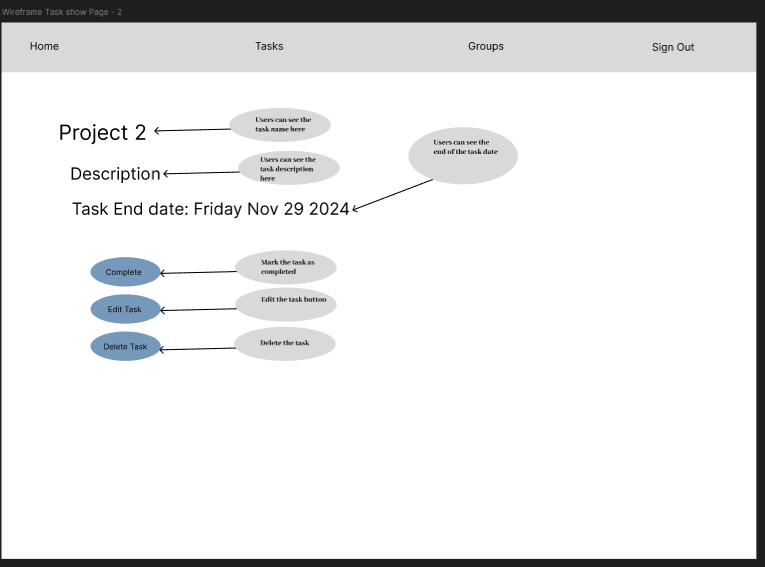 Wireframe Task show Page - 2
Home Tasks Groups Sign Out
Project 2
Users can see the
task name here
Users can see the
end of the task date
Description
Users can see the
task description
here
Task End date: Friday Nov 29 2024
Complete
Mark the task as
completed
Edit Task
Edit the task button
Delete Task
Delete the task